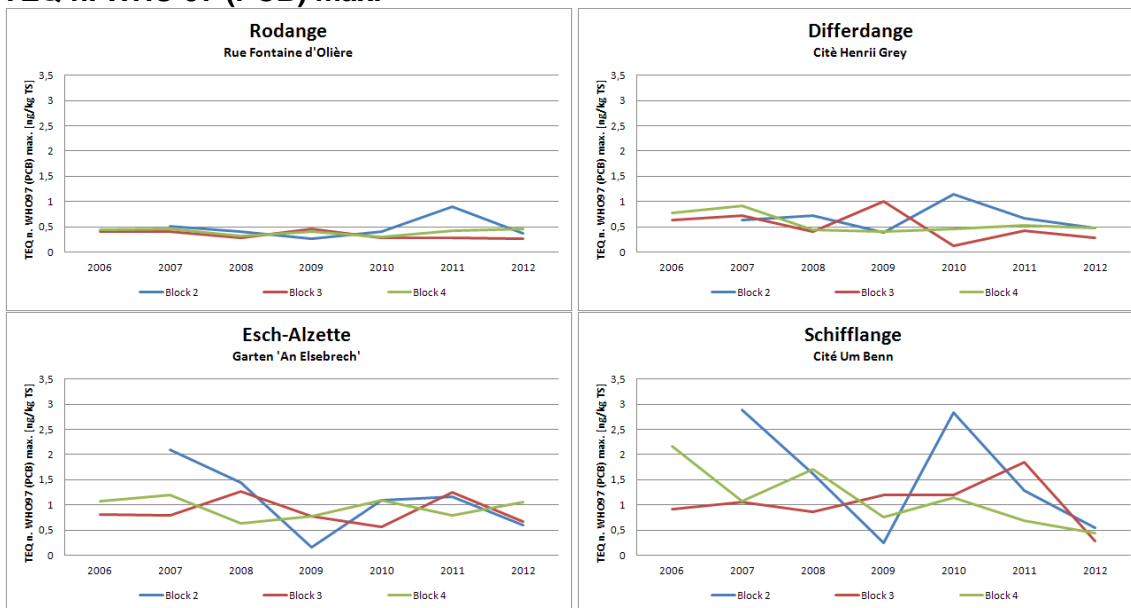 TEQ n. WHO 97 (PCB) max.
Rodange
Rue Fontaine d'Olière
TEQ n. WHO97 (PCB) max. [ng/kg TS]
3,5
3
2,5
2
1,5
1
0,5
0
2006 2007 2008 2009 2010 2011 2012
Block 2 Block 3 Block 4
Differdange
Citè Henrii Grey
TEQ n. WHO97 (PCB) max. [ng/kg TS]
3,5
3
2,5
2
1,5
1
0,5
0
2006 2007 2008 2009 2010 2011 2012
Block 2 Block 3 Block 4
Esch-Alzette
Garten 'An Elsebrech'
TEQ n. WHO97 (PCB) max. [ng/kg TS]
3,5
3
2,5
2
1,5
1
0,5
0
2006 2007 2008 2009 2010 2011 2012
Block 2 Block 3 Block 4
Schifflange
Cité Um Benn
TEQ n. WHO97 (PCB) max. [ng/kg TS]
3,5
3
2,5
2
1,5
1
0,5
0
2006 2007 2008 2009 2010 2011 2012
Block 2 Block 3 Block 4